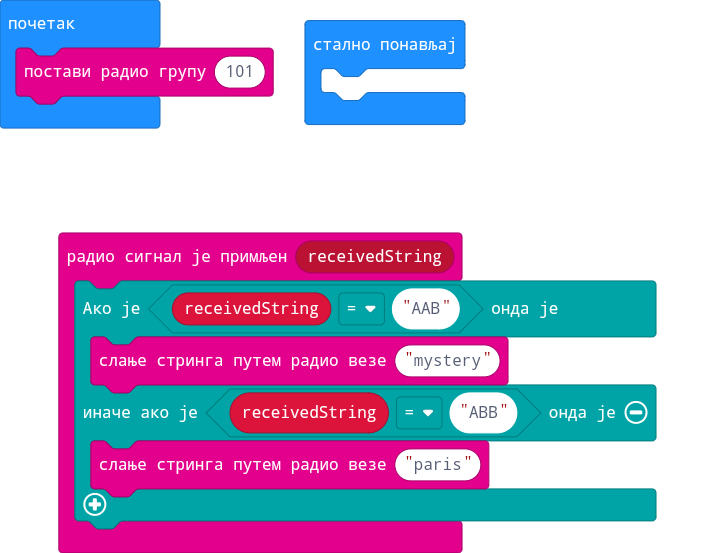 почетак
постави радио групу 101
стално понављај
радио сигнал је примљен receivedString
Ако је receivedString = "AAB" онда је
слање стринга путем радио везе "mystery"
иначе ако је receivedString = "ABB" онда је
слање стринга путем радио везе "paris"